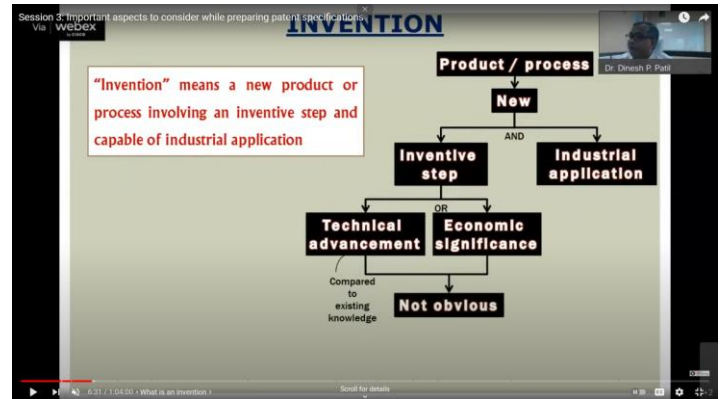 Session 3: Important aspects to consider while preparing patent specifications
Via webex
by CISCO
INVENTION
Dr. Dinesh P. Patil
"Invention" means a new product or
process involving an inventive step and
capable of industrial application
Product / process
New
AND
Inventive
step
Industrial
application
OR
Technical
advancement
Economic
significance
Compared
to
existing
knowledge
Not obvious
6:31 / 1:04:00 • What is an invention ›
Scroll for details